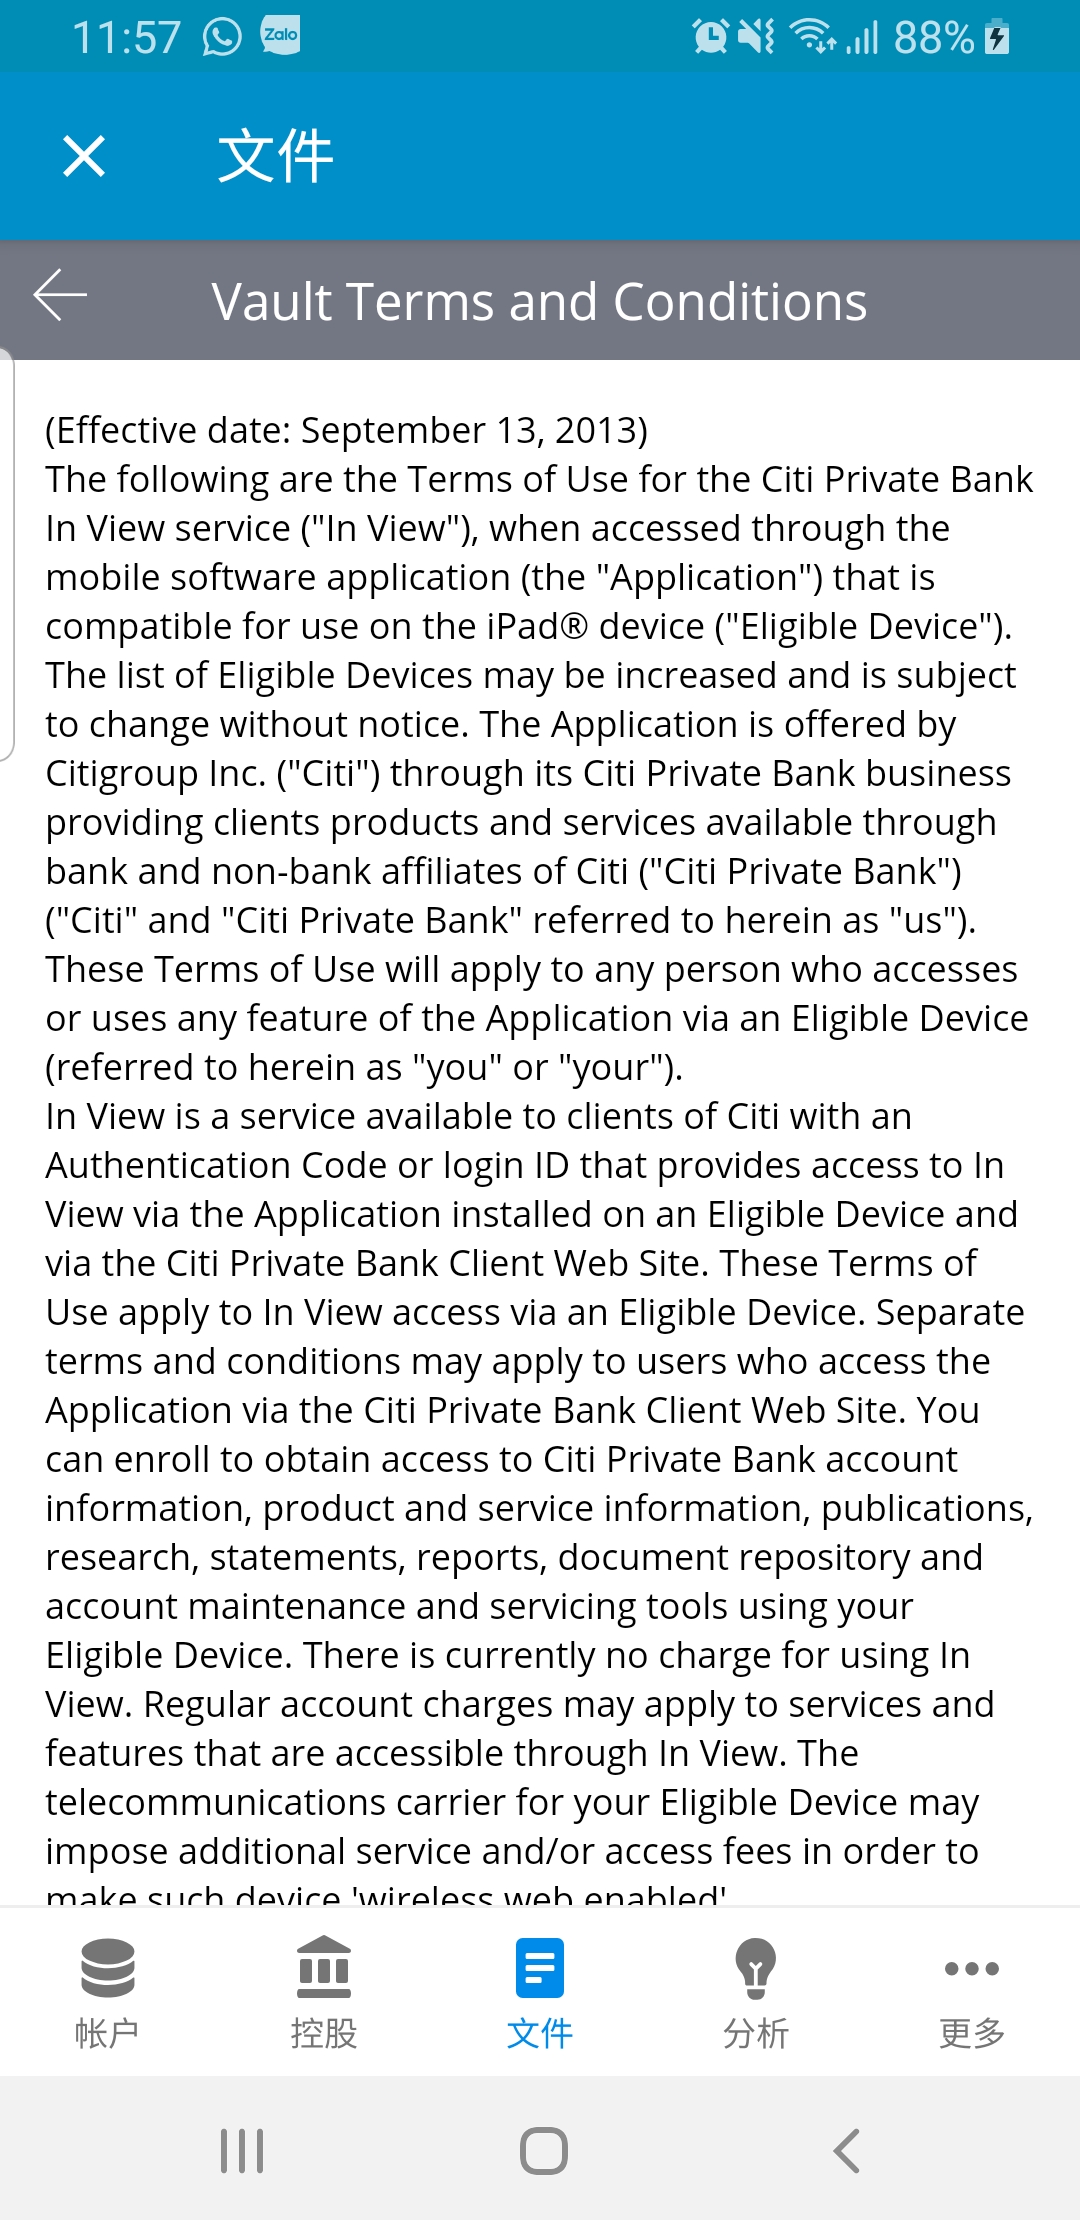 11:57 Zalo 88%
文件
Vault Terms and Conditions
(Effective date: September 13, 2013)
The following are the Terms of Use for the Citi Private Bank
In View service ("In View"), when accessed through the
mobile software application (the "Application") that is
compatible for use on the iPad® device ("Eligible Device").
The list of Eligible Devices may be increased and is subject
to change without notice. The Application is offered by
Citigroup Inc. ("Citi") through its Citi Private Bank business
providing clients products and services available through
bank and non-bank affiliates of Citi ("Citi Private Bank")
("Citi" and "Citi Private Bank" referred to herein as "us").
These Terms of Use will apply to any person who accesses
or uses any feature of the Application via an Eligible Device
(referred to herein as "you" or "your").
In View is a service available to clients of Citi with an
Authentication Code or login ID that provides access to In
View via the Application installed on an Eligible Device and
via the Citi Private Bank Client Web Site. These Terms of
Use apply to In View access via an Eligible Device. Separate
terms and conditions may apply to users who access the
Application via the Citi Private Bank Client Web Site. You
can enroll to obtain access to Citi Private Bank account
information, product and service information, publications,
research, statements, reports, document repository and
account maintenance and servicing tools using your
Eligible Device. There is currently no charge for using In
View. Regular account charges may apply to services and
features that are accessible through In View. The
telecommunications carrier for your Eligible Device may
impose additional service and/or access fees in order to
make such device 'wireless web enabled'
帐户 控股 文件 分析 更多